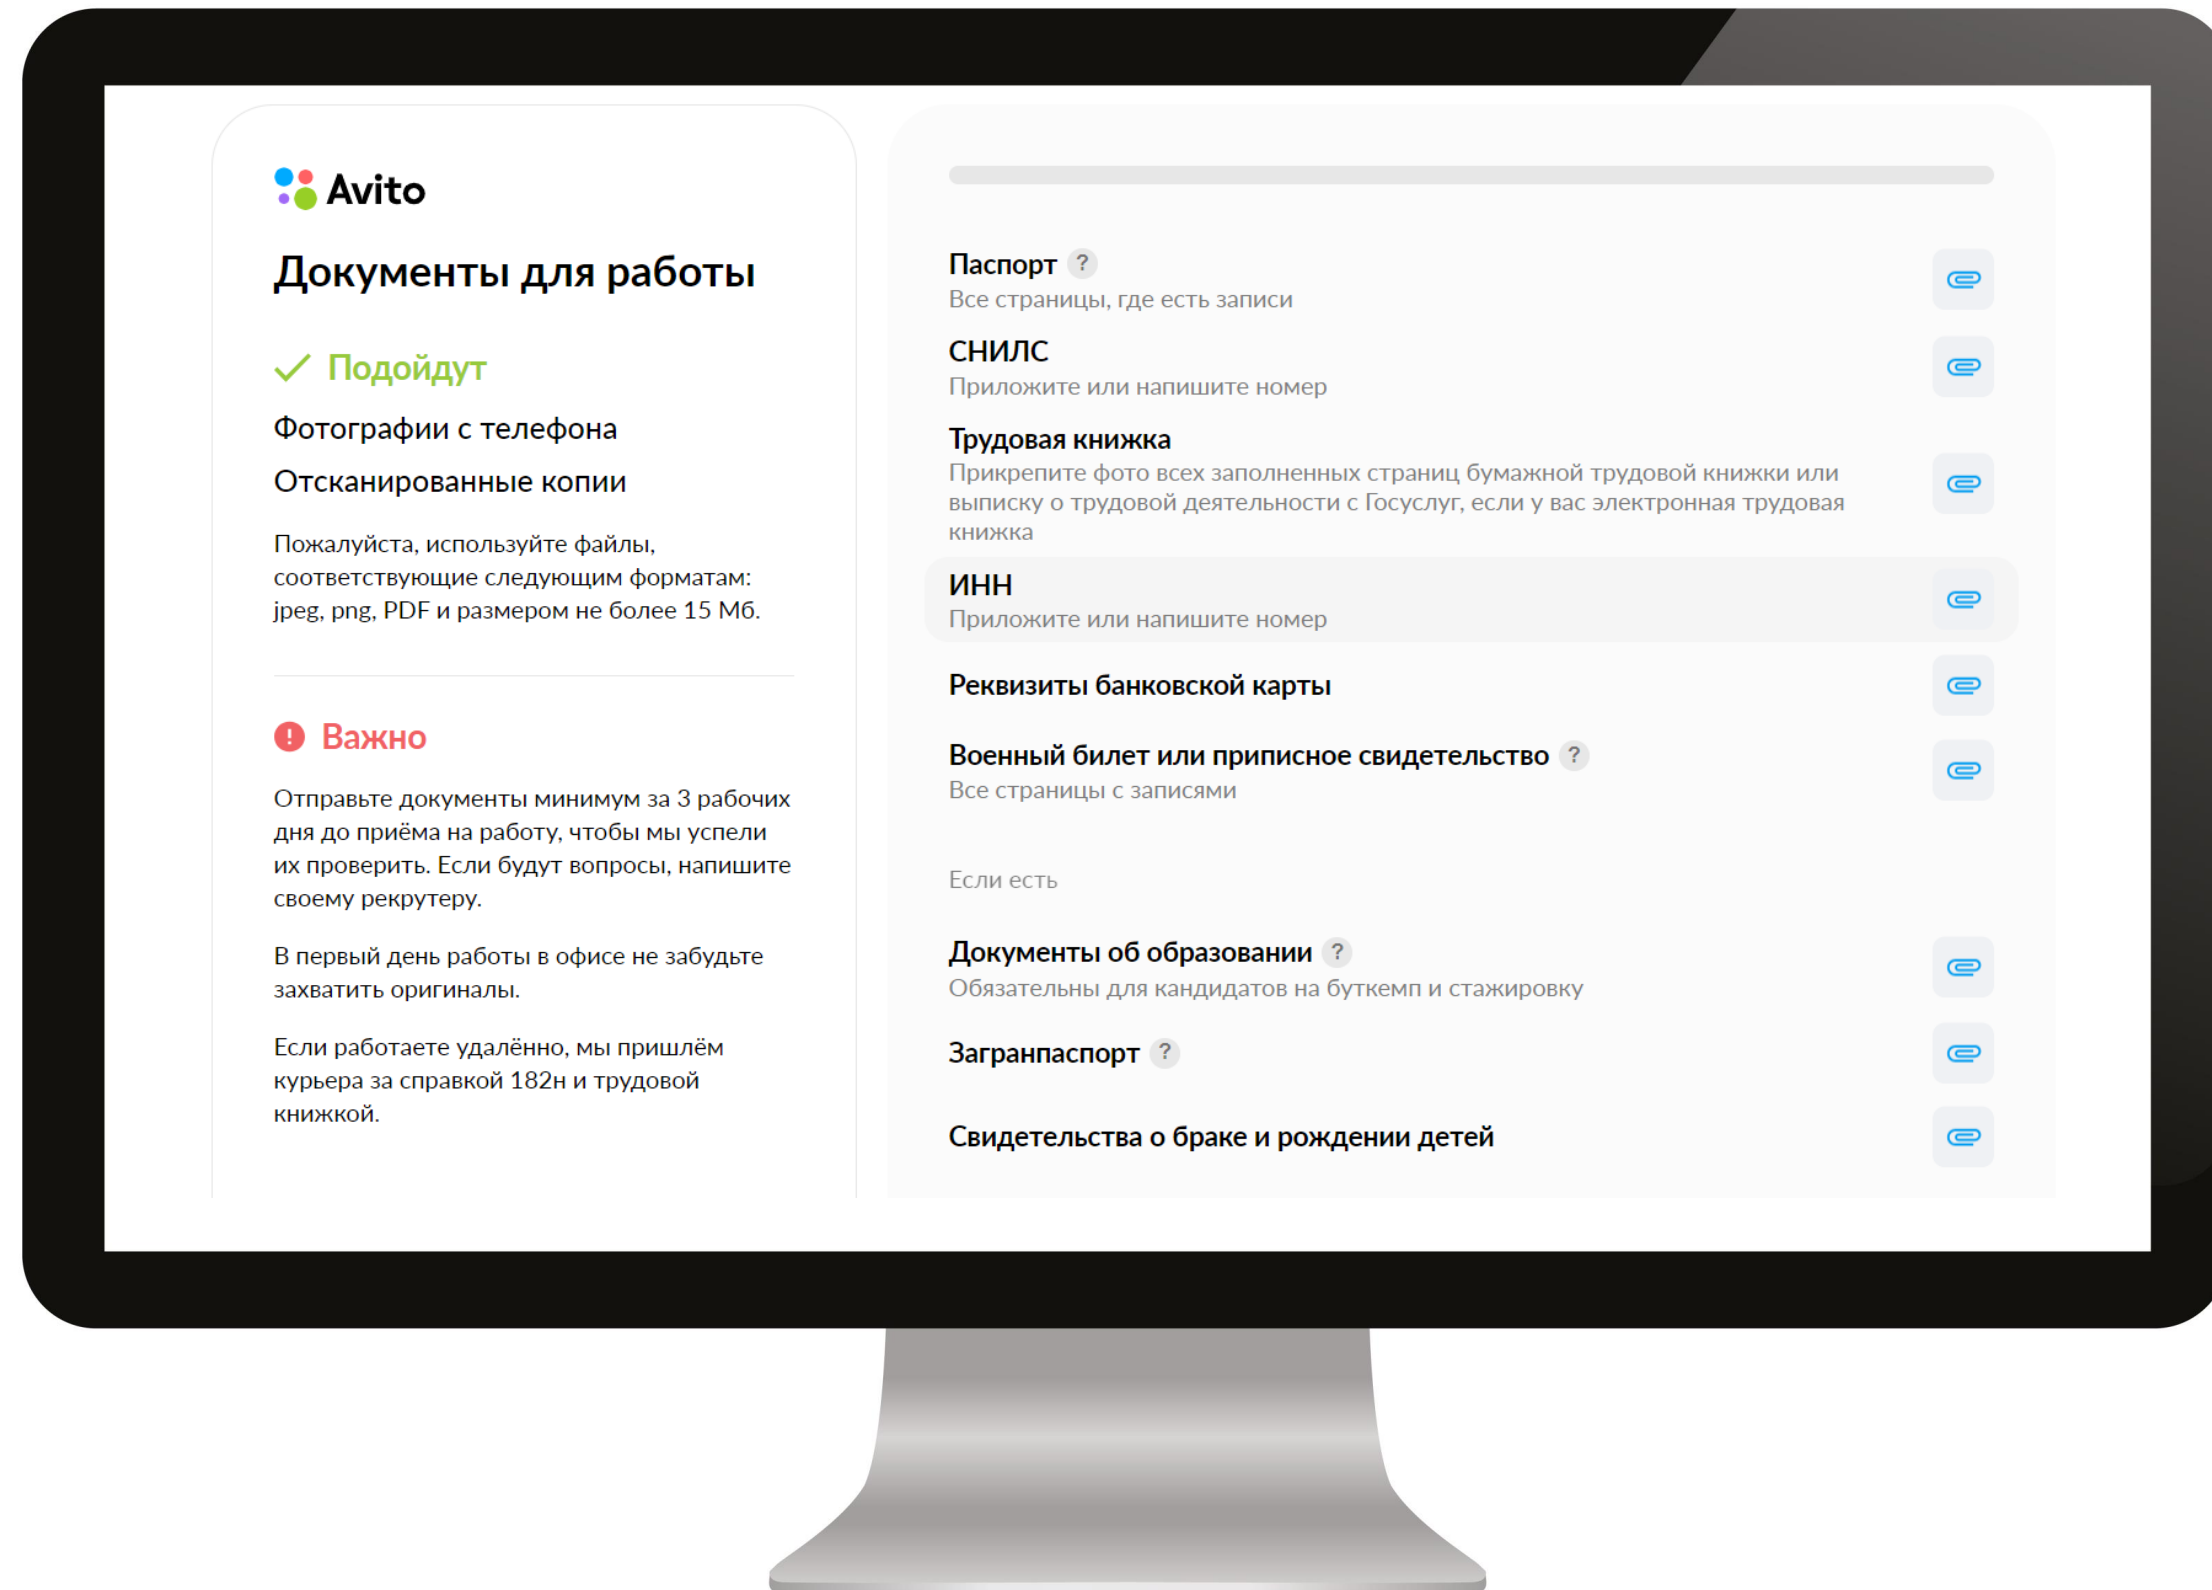 Avito
Документы для работы
Подойдут
Фотографии с телефона
Отсканированные копии
Пожалуйста, используйте файлы,
соответствующие следующим форматам:
jpeg, png, PDF и размером не более 15 Мб.
Важно
Отправьте документы минимум за 3 рабочих
дня до приёма на работу, чтобы мы успели
их проверить. Если будут вопросы, напишите
своему рекрутеру.
В первый день работы в офисе не забудьте
захватить оригиналы.
Если работаете удалённо, мы пришлём
курьера за справкой 182н и трудовой
книжкой.
Паспорт ?
Все страницы, где есть записи
СНИЛС
Приложите или напишите номер
Трудовая книжка
Прикрепите фото всех заполненных страниц бумажной трудовой книжки или
выписку о трудовой деятельности с Госуслуг, если у вас электронная трудовая
книжка
ИНН
Приложите или напишите номер
Реквизиты банковской карты
Военный билет или приписное свидетельство ?
Все страницы с записями
Если есть
Документы об образовании ?
Обязательны для кандидатов на буткемп и стажировку
Загранпаспорт ?
Свидетельства о браке и рождении детей